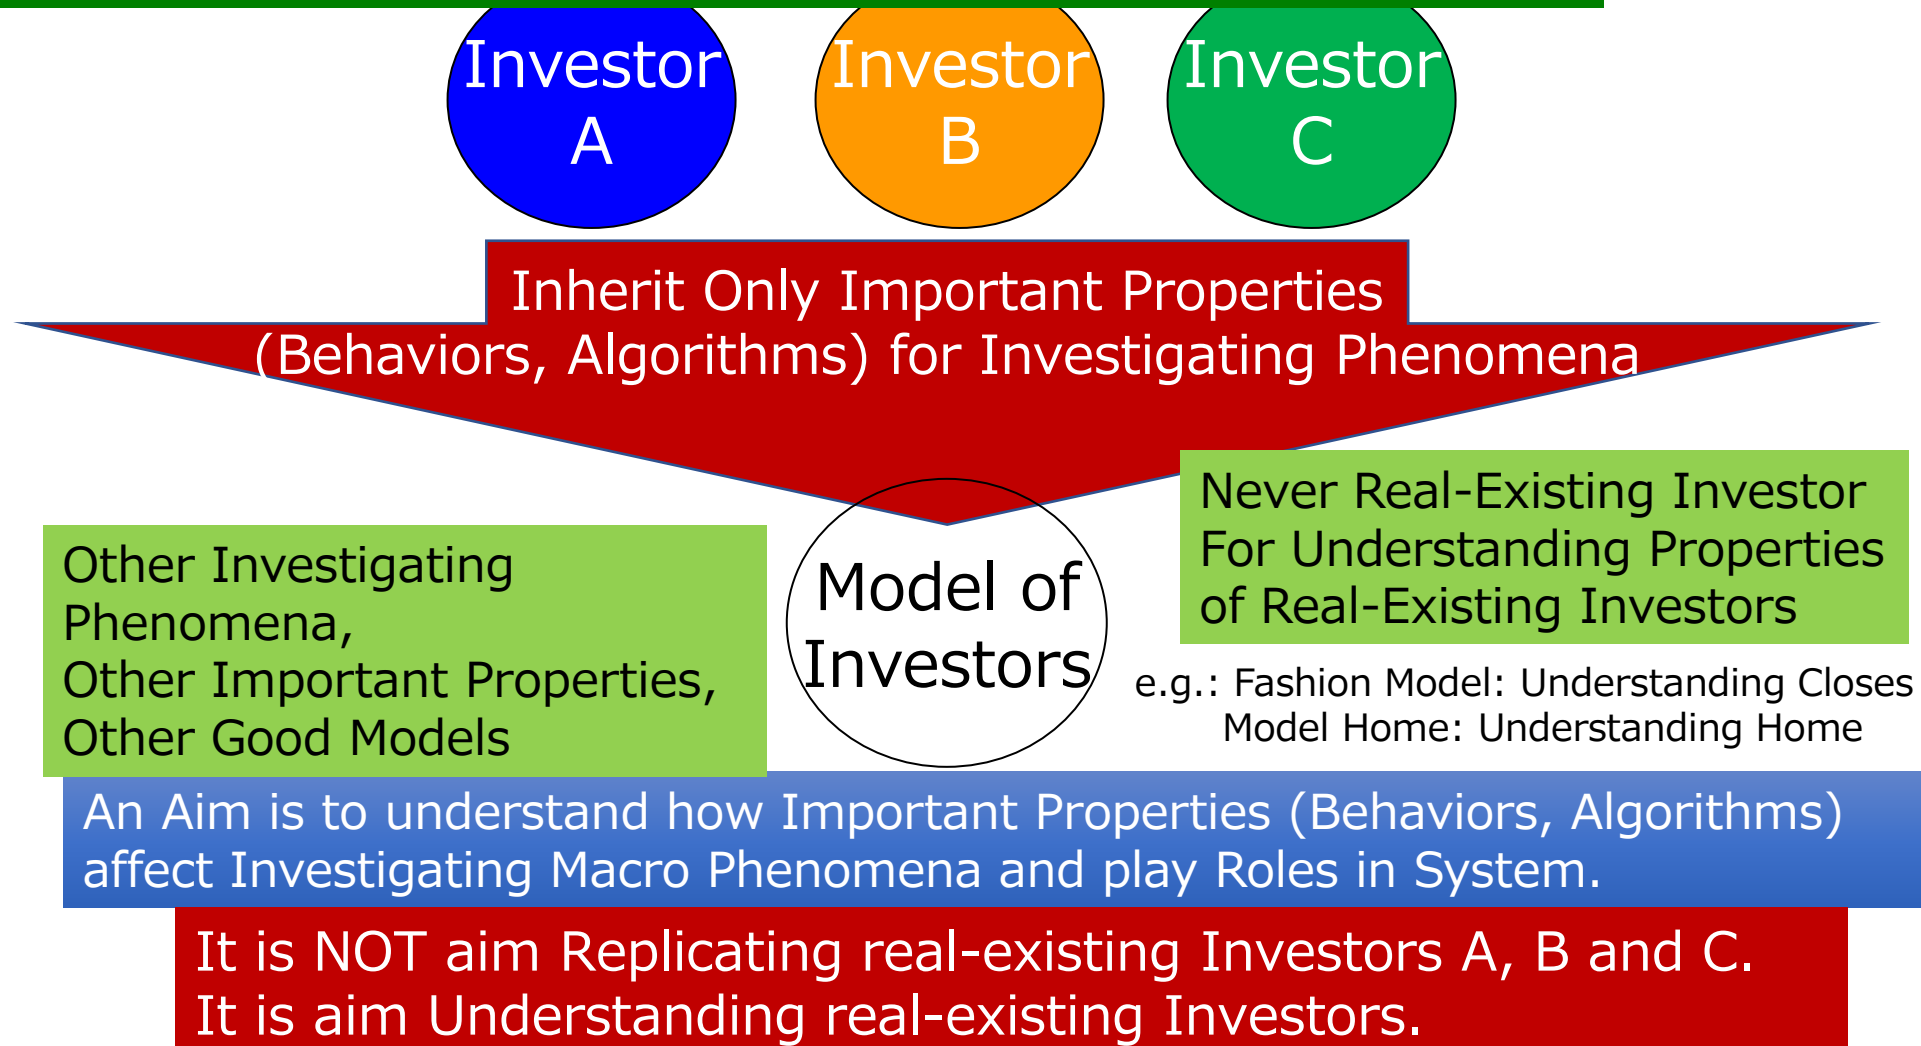 Investor
A
Investor
B
Investor
C
Inherit Only Important Properties
(Behaviors, Algorithms) for Investigating Phenomena
Never Real-Existing Investor
For Understanding Properties
of Real-Existing Investors
Other Investigating
Phenomena,
Other Important Properties,
Other Good Models
Model of
Investors
e.g.: Fashion Model: Understanding Closes
Model Home: Understanding Home
An Aim is to understand how Important Properties (Behaviors, Algorithms)
affect Investigating Macro Phenomena and play Roles in System.
It is NOT aim Replicating real-existing Investors A, B and C.
It is aim Understanding real-existing Investors.